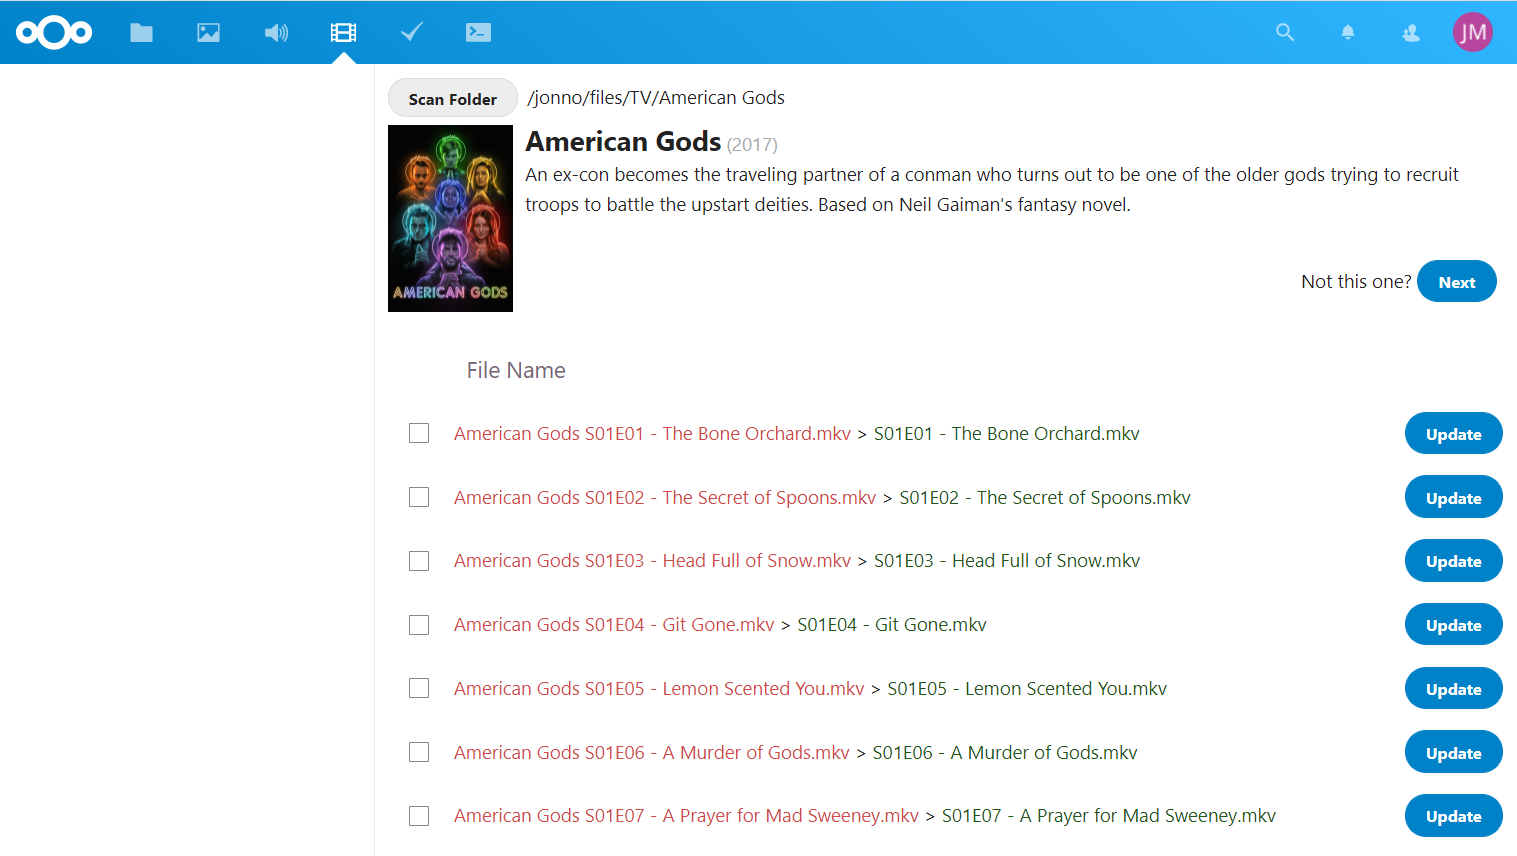 JM
Scan Folder /jonno/files/TV/American Gods
American Gods (2017)
An ex-con becomes the traveling partner of a conman who turns out to be one of the older gods trying to recruit
troops to battle the upstart deities. Based on Neil Gaiman's fantasy novel.
AMERICAN GODS
Not this one? Next
File Name
American Gods S01E01 - The Bone Orchard.mkv > S01E01 - The Bone Orchard.mkv Update
American Gods S01E02 - The Secret of Spoons.mkv > S01E02 - The Secret of Spoons.mkv Update
American Gods S01E03 - Head Full of Snow.mkv > S01E03 - Head Full of Snow.mkv Update
American Gods S01E04 - Git Gone.mkv > S01E04 - Git Gone.mkv Update
American Gods S01E05 - Lemon Scented You.mkv > S01E05 - Lemon Scented You.mkv Update
American Gods S01E06 - A Murder of Gods.mkv > S01E06 - A Murder of Gods.mkv Update
American Gods S01E07 - A Prayer for Mad Sweeney.mkv > S01E07 - A Prayer for Mad Sweeney.mkv Update